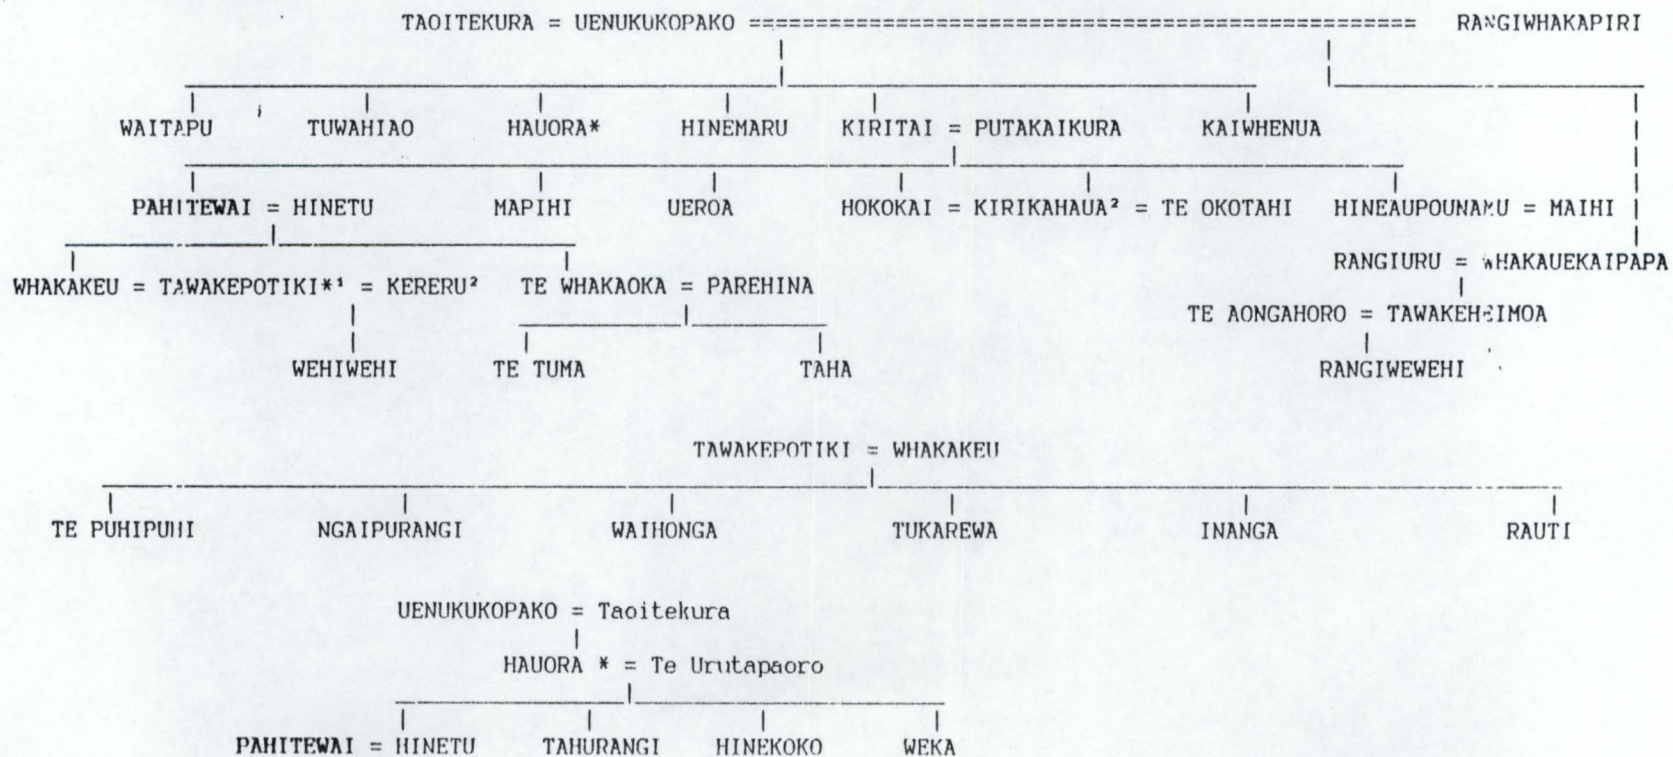 TAOITEKURA = UENUKUKOPAKO ================================================== RANGIWHAKAPIRI
WAITAPU TUWAHIAO HAUORA* HINEMARU KIRITAI = PUTAKAIKURA KAIWHENUA
PAHITEWAI = HINETU MAPIHI UEROA HOKOKAI = KIRIKAHAUA² = TE OKOTAHI HINEAUPOUNAMU = MAIHI
RANGIURU = WHAKAUEKAIPAPA
WHAKAKEU = TAWAKEPOTIKI*¹ = KERERU² TE WHAKAOKA = PAREHINA
TE AONGAHORO = TAWAKEHEIMOA
WEHIWEHI TE TUMA TAHA RANGIWEWEHI
TAWAKEPOTIKI = WHAKAKEU
TE PUHIPUHI NGAIPURANGI WAIHONGA TUKAREWA INANGA RAUTI
UENUKUKOPAKO = Taoitekura
HAUORA * = Te Urutapaoro
PAHITEWAI = HINETU TAHURANGI HINEKOKO WEKA